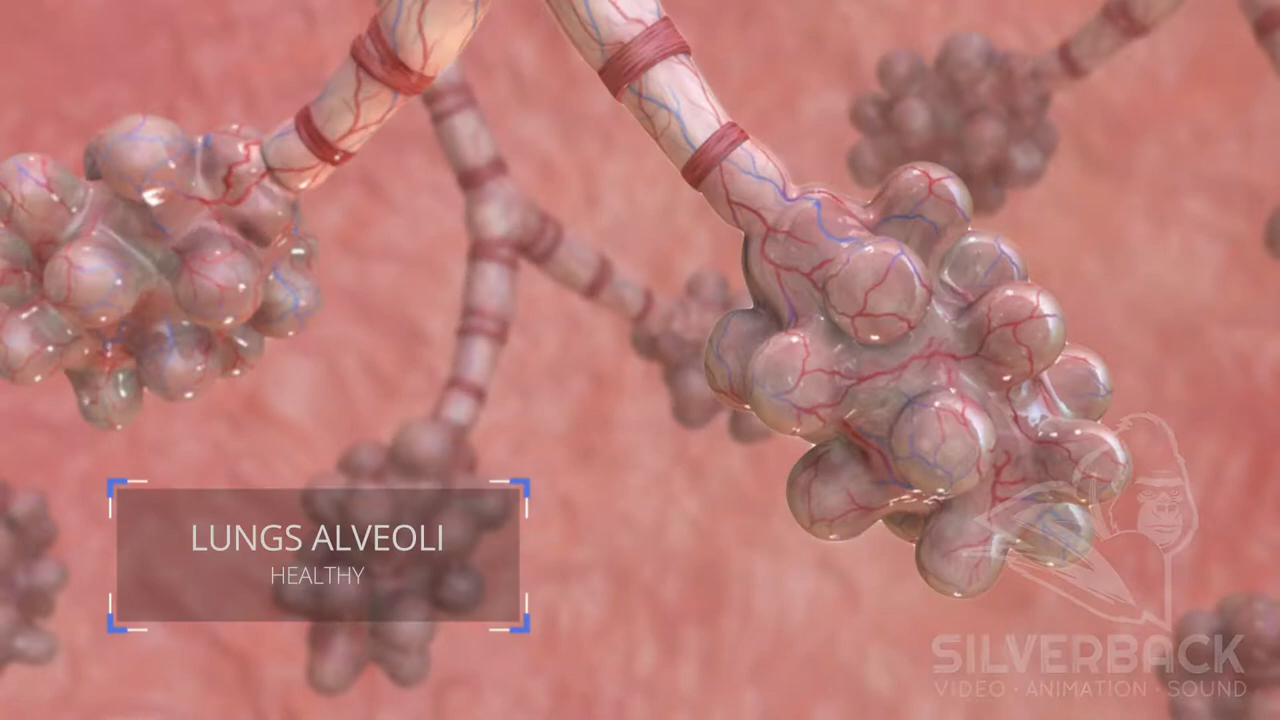 LUNGS ALVEOLI
HEALTHY
SILVERBACK
VIDEO · ANIMATION · SOUND